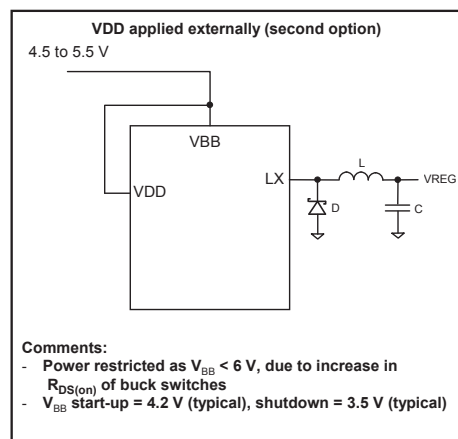 VDD applied externally (second option)
4.5 to 5.5 V
VBB
VDD
LX
L
VREG
D
C
Comments:
- Power restricted as VBB < 6 V, due to increase in
RDS(on) of buck switches
- VBB start-up = 4.2 V (typical), shutdown = 3.5 V (typical)